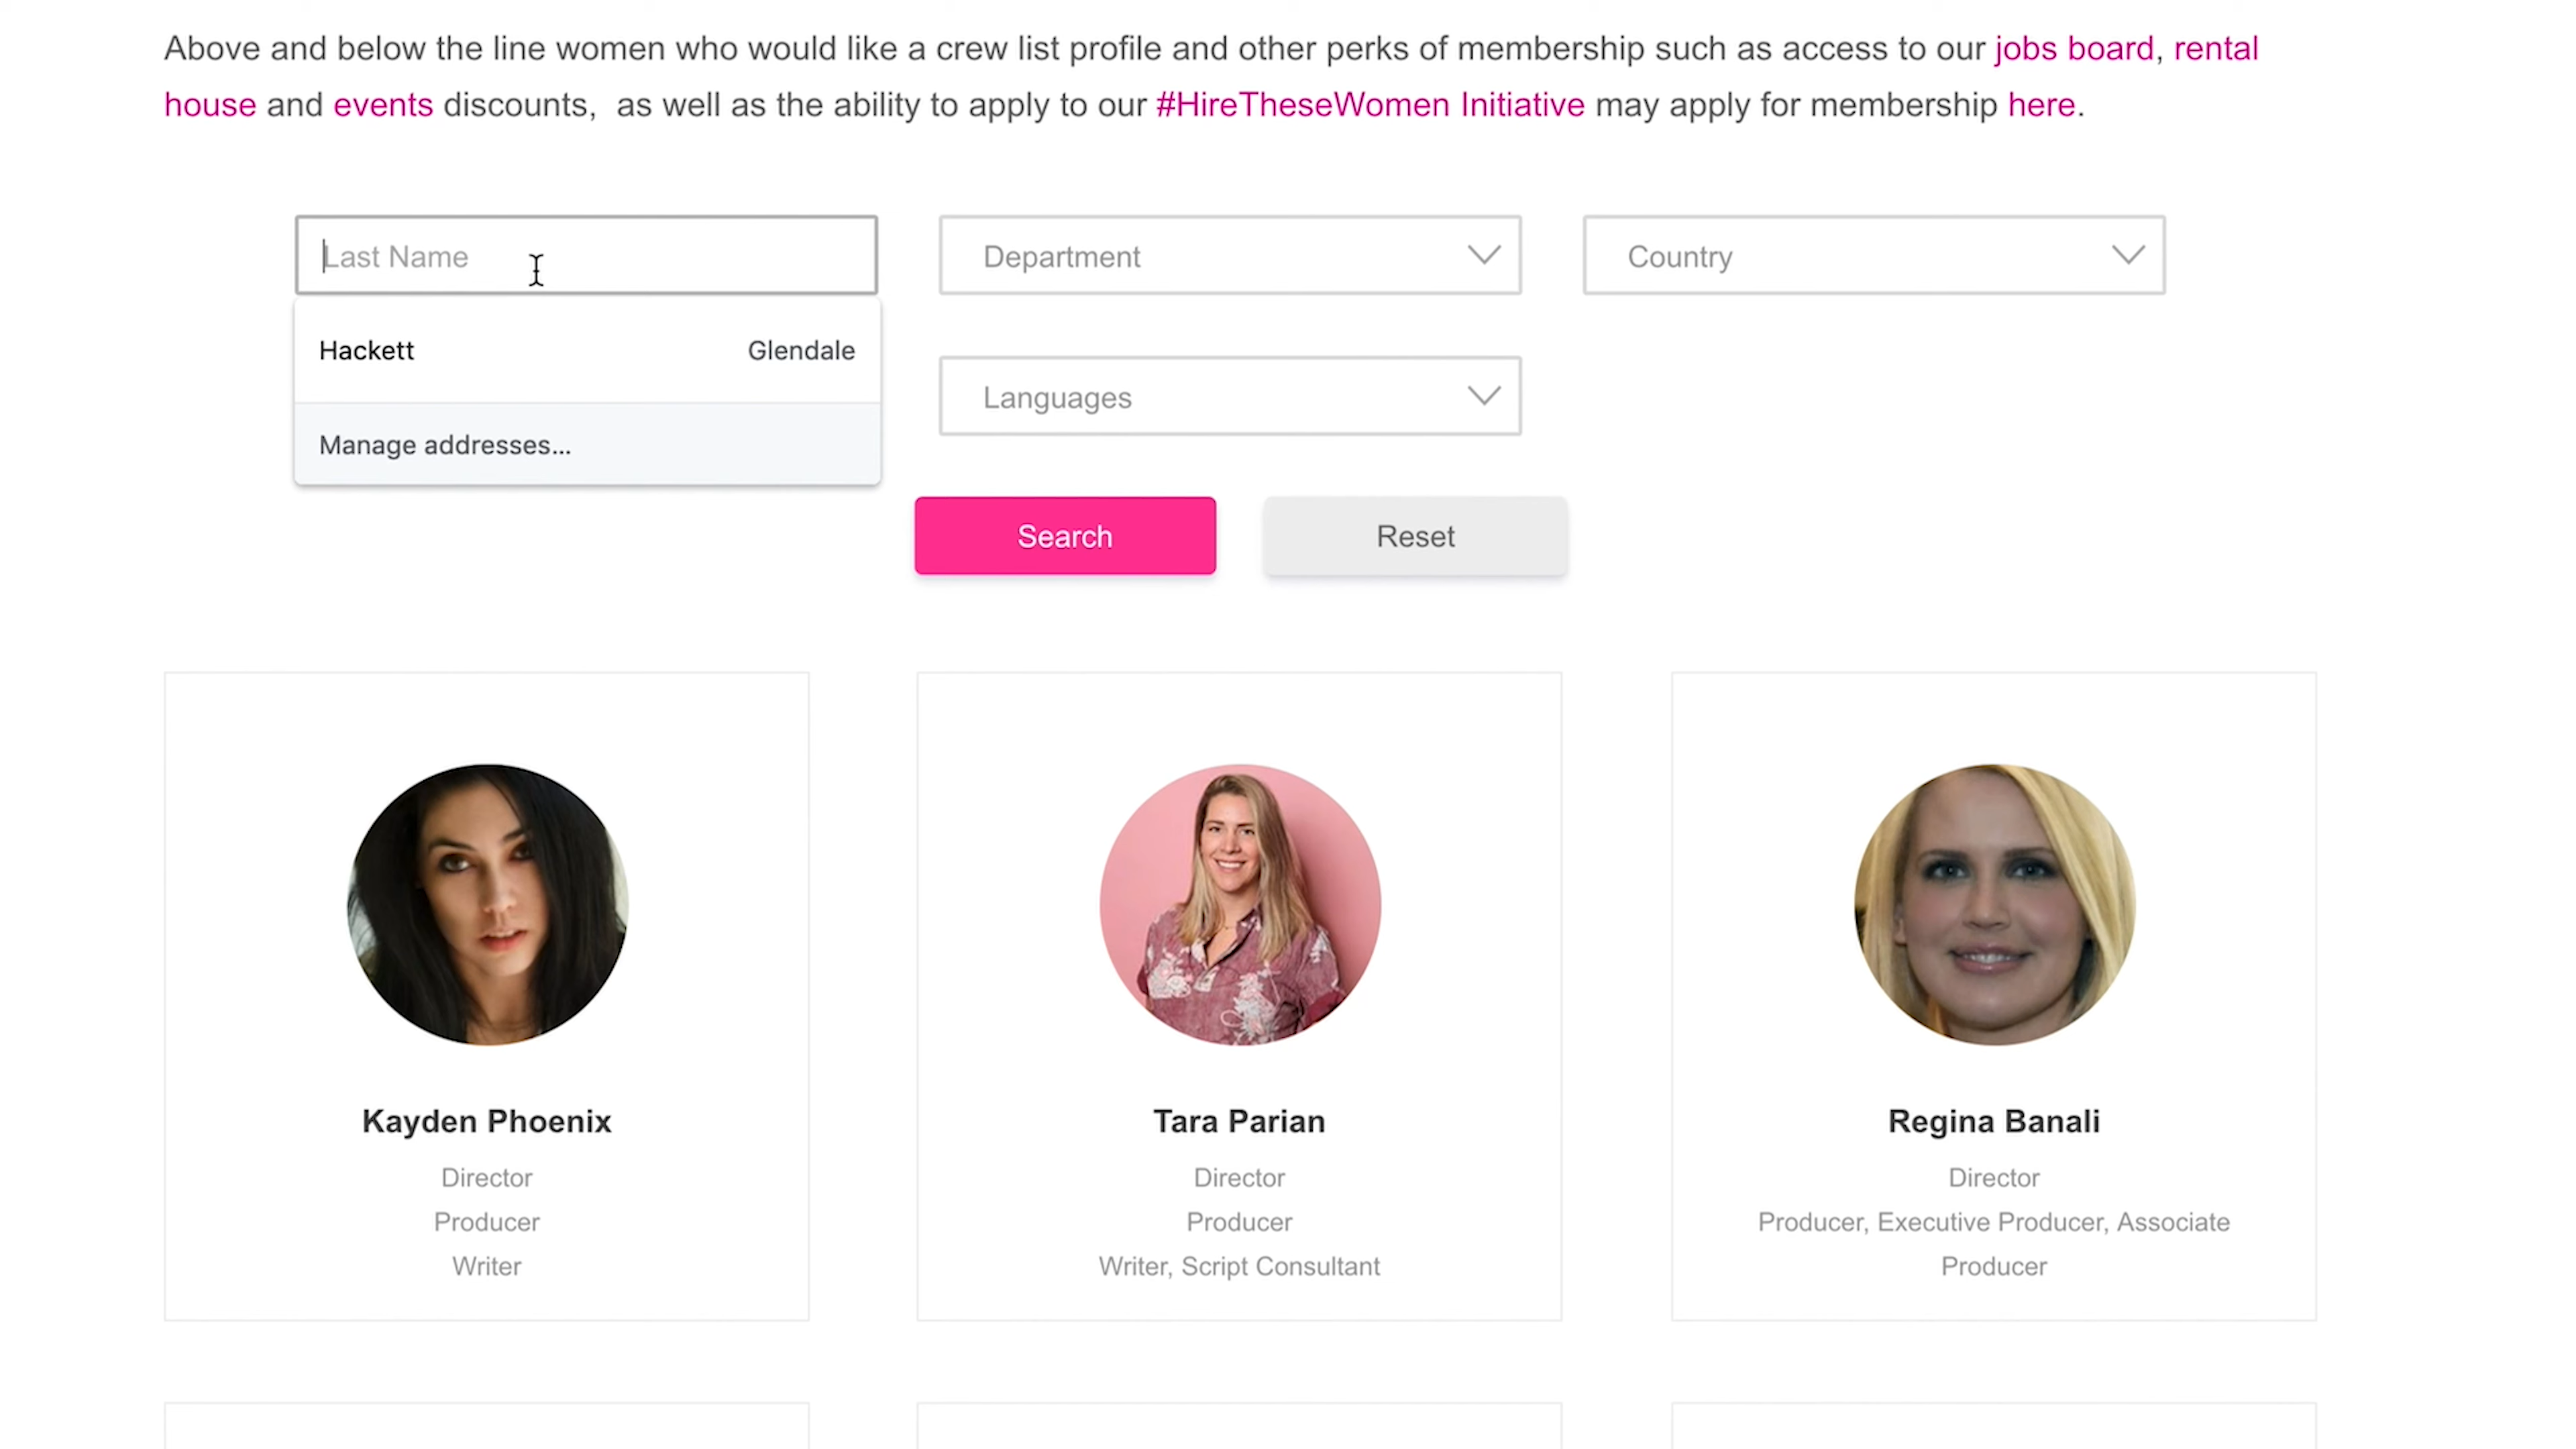 Above and below the line women who would like a crew list profile and other perks of membership such as access to our jobs board, rental
house and events discounts,  as well as the ability to apply to our #HireTheseWomen Initiative may apply for membership here.
Last Name
Department
Country
Hackett Glendale
Languages
Manage addresses...
Search
Reset
Kayden Phoenix
Director
Producer
Writer
Tara Parian
Director
Producer
Writer, Script Consultant
Regina Banali
Director
Producer, Executive Producer, Associate
Producer